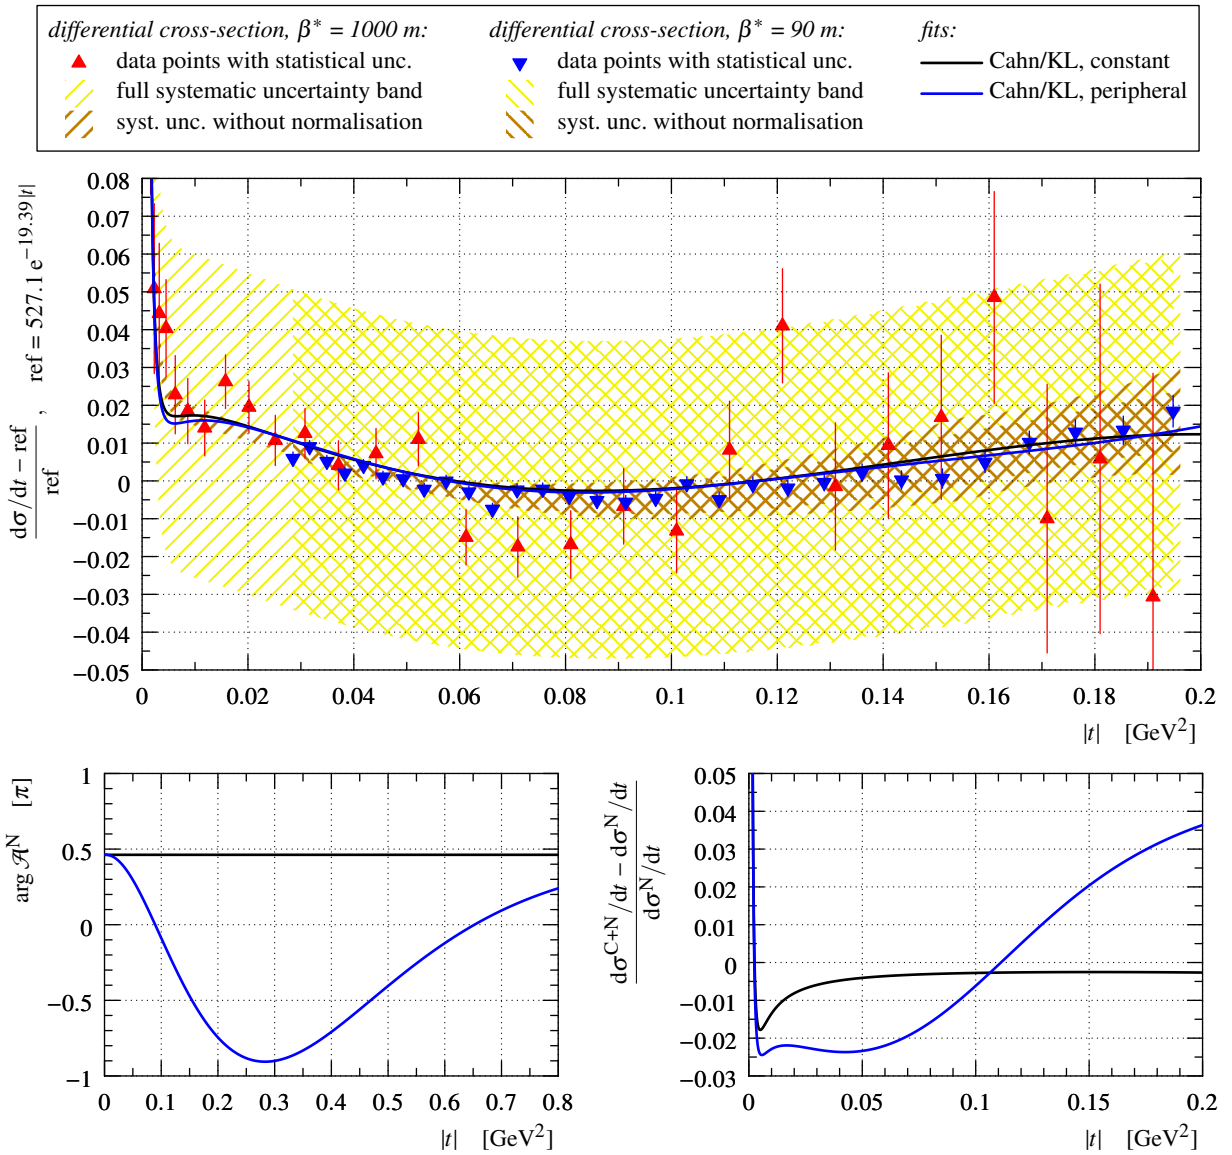 differential cross-section, β* = 1000 m: differential cross-section, β* = 90 m: fits:
data points with statistical unc. data points with statistical unc. Cahn/KL, constant
full systematic uncertainty band full systematic uncertainty band Cahn/KL, peripheral
syst. unc. without normalisation syst. unc. without normalisation
dσ/dt − ref / ref , ref = 527.1 e^−19.39|t|
0.08
0.07
0.06
0.05
0.04
0.03
0.02
0.01
0
−0.01
−0.02
−0.03
−0.04
−0.05
0 0.02 0.04 0.06 0.08 0.1 0.12 0.14 0.16 0.18 0.2
|t| [GeV²]
arg 𝒜^N [π]
1
0.5
0
−0.5
−1
0 0.1 0.2 0.3 0.4 0.5 0.6 0.7 0.8
|t| [GeV²]
dσ^C+N/dt − dσ^N/dt / dσ^N/dt
0.05
0.04
0.03
0.02
0.01
0
−0.01
−0.02
−0.03
0 0.05 0.1 0.15 0.2
|t| [GeV²]